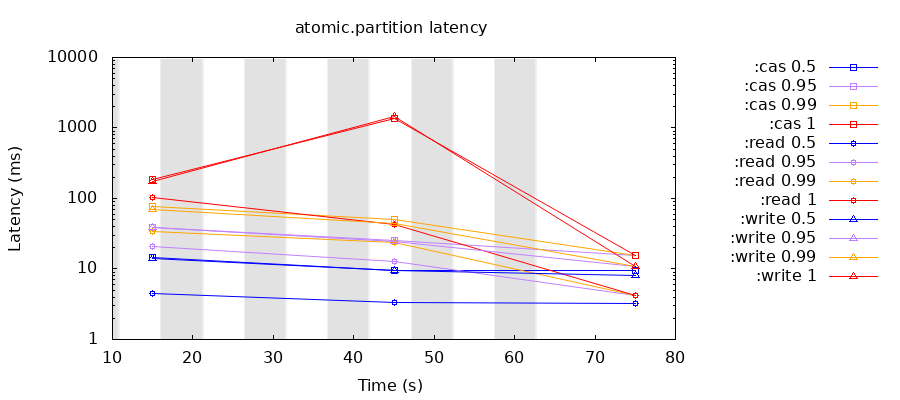 atomic.partition latency
10000
1000
100
10
1
10 20 30 40 50 60 70 80
Latency (ms)
Time (s)
:cas 0.5
:cas 0.95
:cas 0.99
:cas 1
:read 0.5
:read 0.95
:read 0.99
:read 1
:write 0.5
:write 0.95
:write 0.99
:write 1